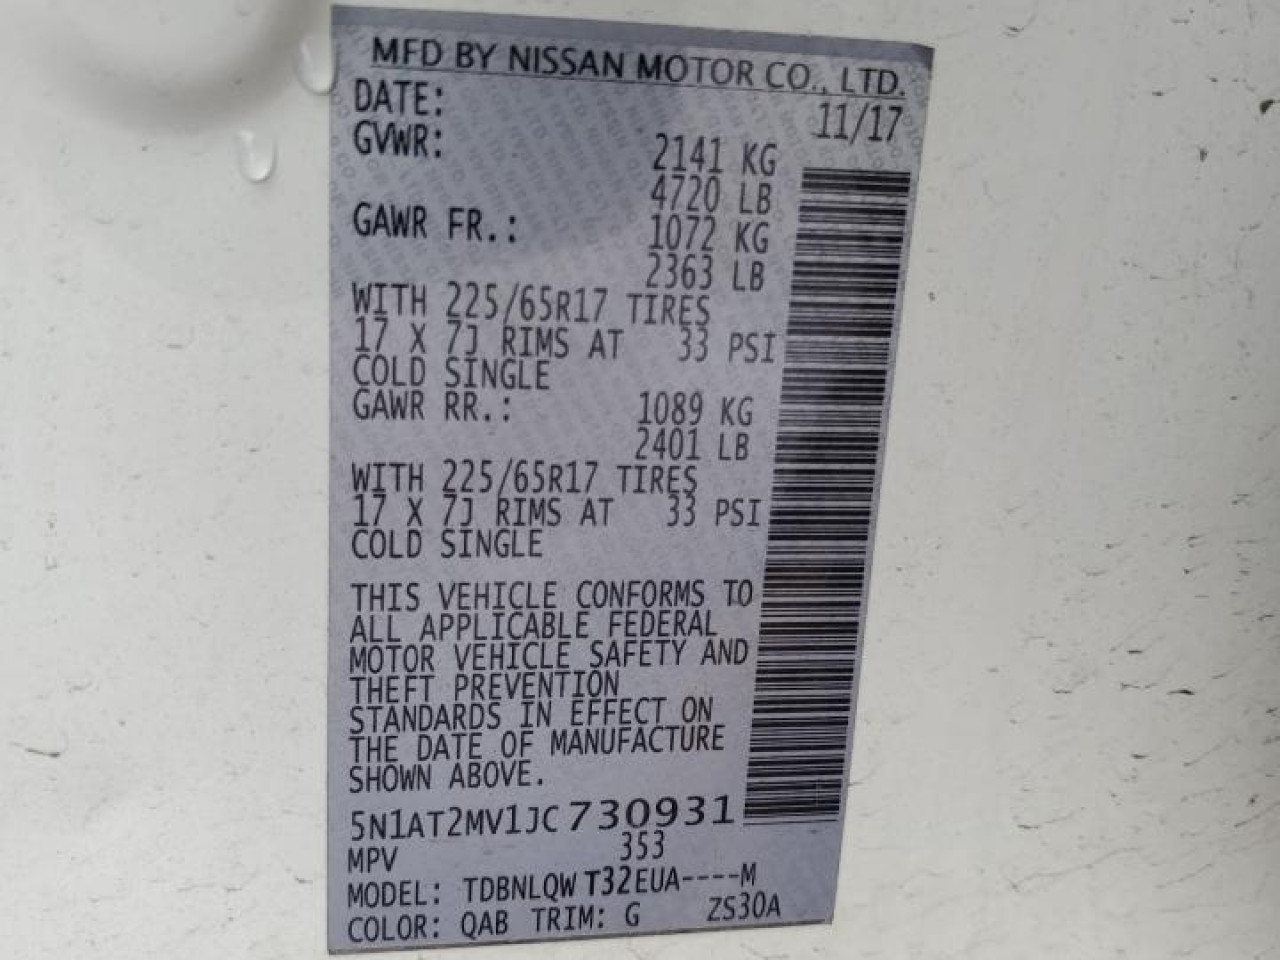 MFD BY NISSAN MOTOR CO., LTD.
DATE: 11/17
GVWR: 2141 KG
4720 LB
GAWR FR.: 1072 KG
2363 LB
WITH 225/65R17 TIRES
17 X 7J RIMS AT 33 PSI
COLD SINGLE
GAWR RR.: 1089 KG
2401 LB
WITH 225/65R17 TIRES
17 X 7J RIMS AT 33 PSI
COLD SINGLE
THIS VEHICLE CONFORMS TO
ALL APPLICABLE FEDERAL
MOTOR VEHICLE SAFETY AND
THEFT PREVENTION
STANDARDS IN EFFECT ON
THE DATE OF MANUFACTURE
SHOWN ABOVE.
5N1AT2MV1JC730931
MPV 353
MODEL: TDBNLQWT32EUA----M
COLOR: QAB TRIM: G ZS30A